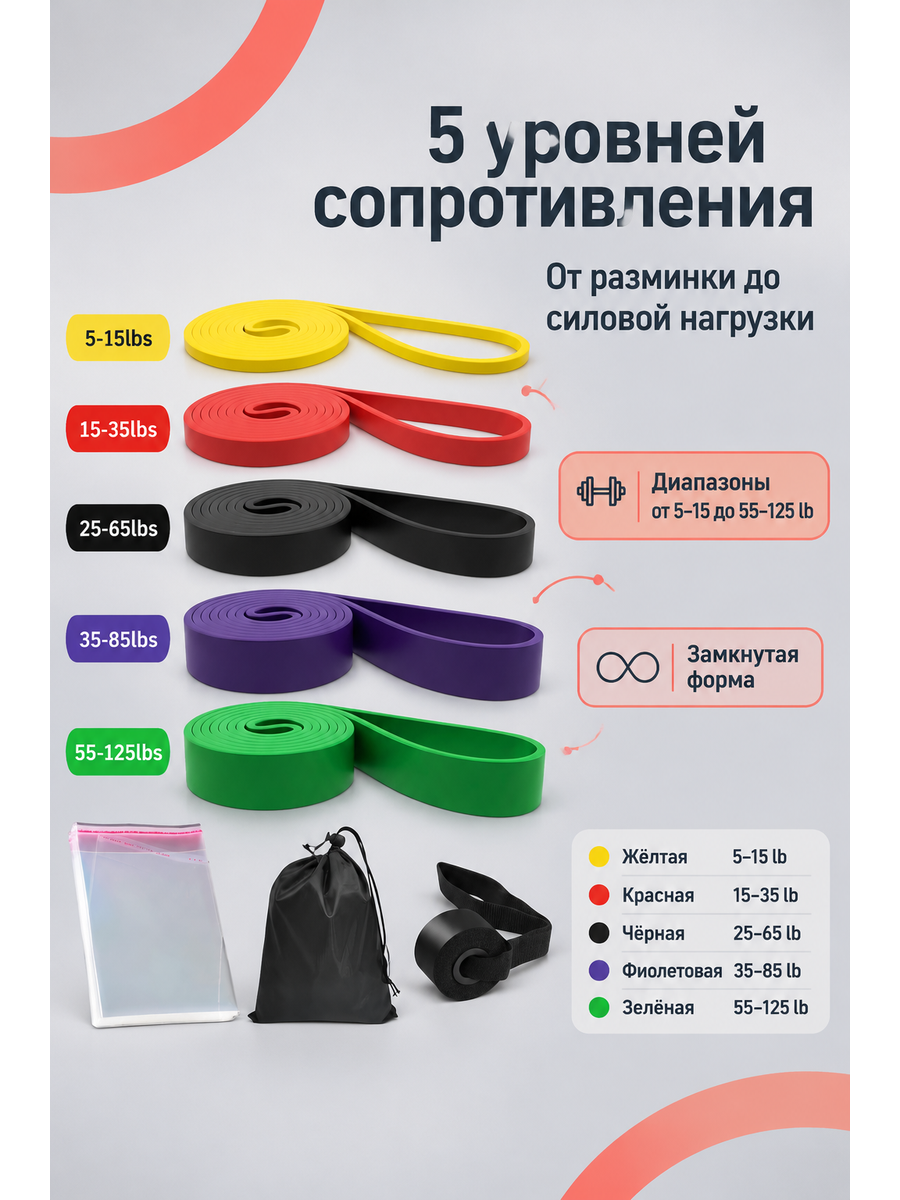 5 уровней
сопротивления
От разминки до
силовой нагрузки
5-15lbs
15-35lbs
25-65lbs
35-85lbs
55-125lbs
Диапазоны
от 5–15 до 55–125 lb
Замкнутая
форма
Жёлтая 5–15 lb
Красная 15–35 lb
Чёрная 25–65 lb
Фиолетовая 35–85 lb
Зелёная 55–125 lb